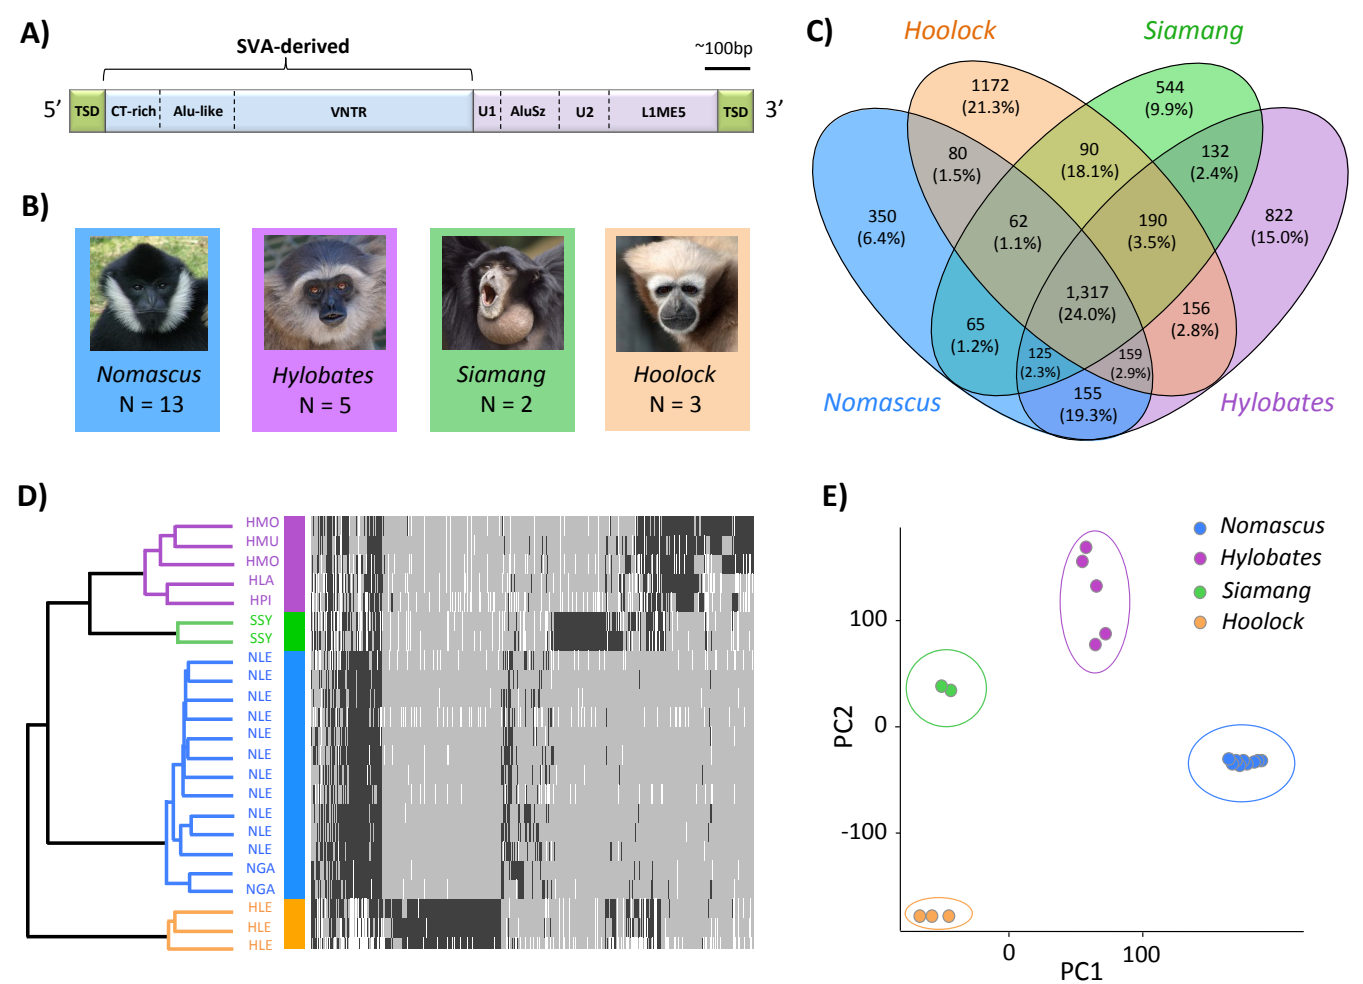 A)
SVA-derived
~100bp
5’ TSD CT-rich Alu-like VNTR U1 AluSz U2 L1ME5 TSD 3’
B)
Nomascus
N = 13
Hylobates
N = 5
Siamang
N = 2
Hoolock
N = 3
C)
Hoolock
Siamang
1172
(21.3%)
544
(9.9%)
80
(1.5%)
90
(18.1%)
132
(2.4%)
350
(6.4%)
62
(1.1%)
190
(3.5%)
822
(15.0%)
1,317
(24.0%)
65
(1.2%)
156
(2.8%)
125
(2.3%)
159
(2.9%)
155
(19.3%)
Nomascus
Hylobates
D)
HMO
HMU
HMO
HLA
HPI
SSY
SSY
NLE
NLE
NLE
NLE
NLE
NLE
NLE
NLE
NLE
NLE
NLE
NGA
NGA
HLE
HLE
HLE
E)
Nomascus
Hylobates
Siamang
Hoolock
100
0
-100
PC2
0
100
PC1